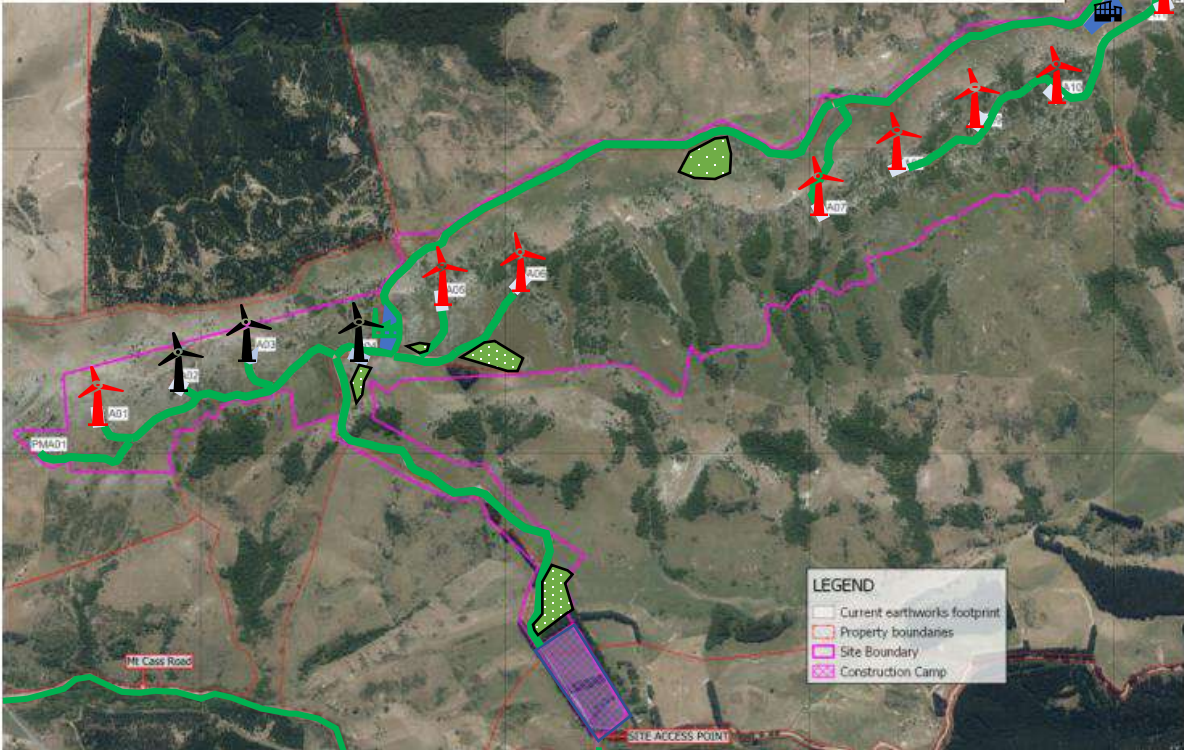 A10
A07
A06
A05
A03
A02
A01
PMA01
LEGEND
Current earthworks footprint
Property boundaries
Site Boundary
Construction Camp
Mt Cass Road
SITE ACCESS POINT